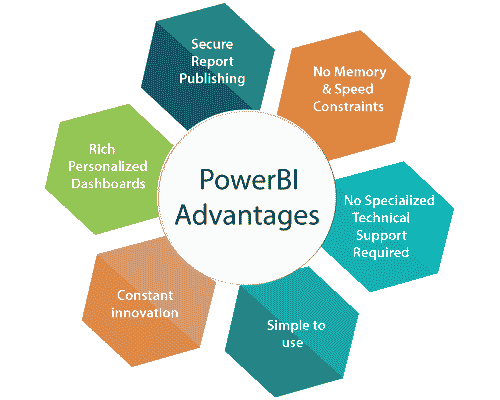 Secure
Report
Publishing
No Memory
& Speed
Constraints
Rich
Personalized
Dashboards
PowerBI
Advantages
No Specialized
Technical
Support
Required
Constant
innovation
Simple to
use